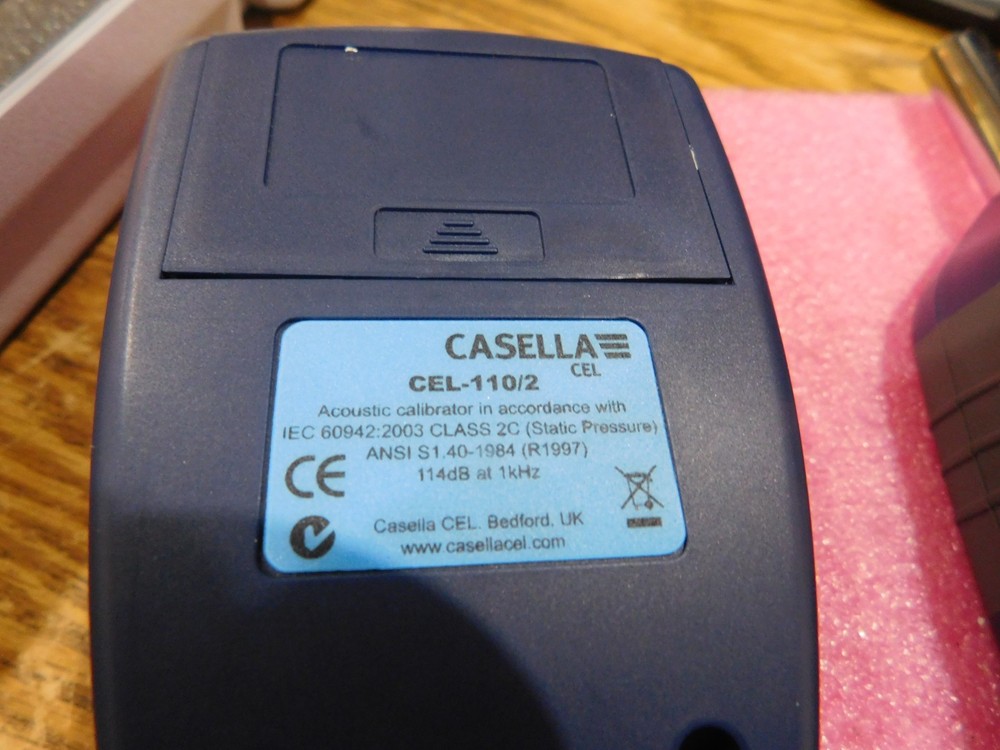 CASELLA
CEL
CEL-110/2
Acoustic calibrator in accordance with
IEC 60942:2003 CLASS 2C (Static Pressure)
ANSI S1.40-1984 (R1997)
114dB at 1kHz
CE
Casella CEL. Bedford. UK
www.casellacel.com